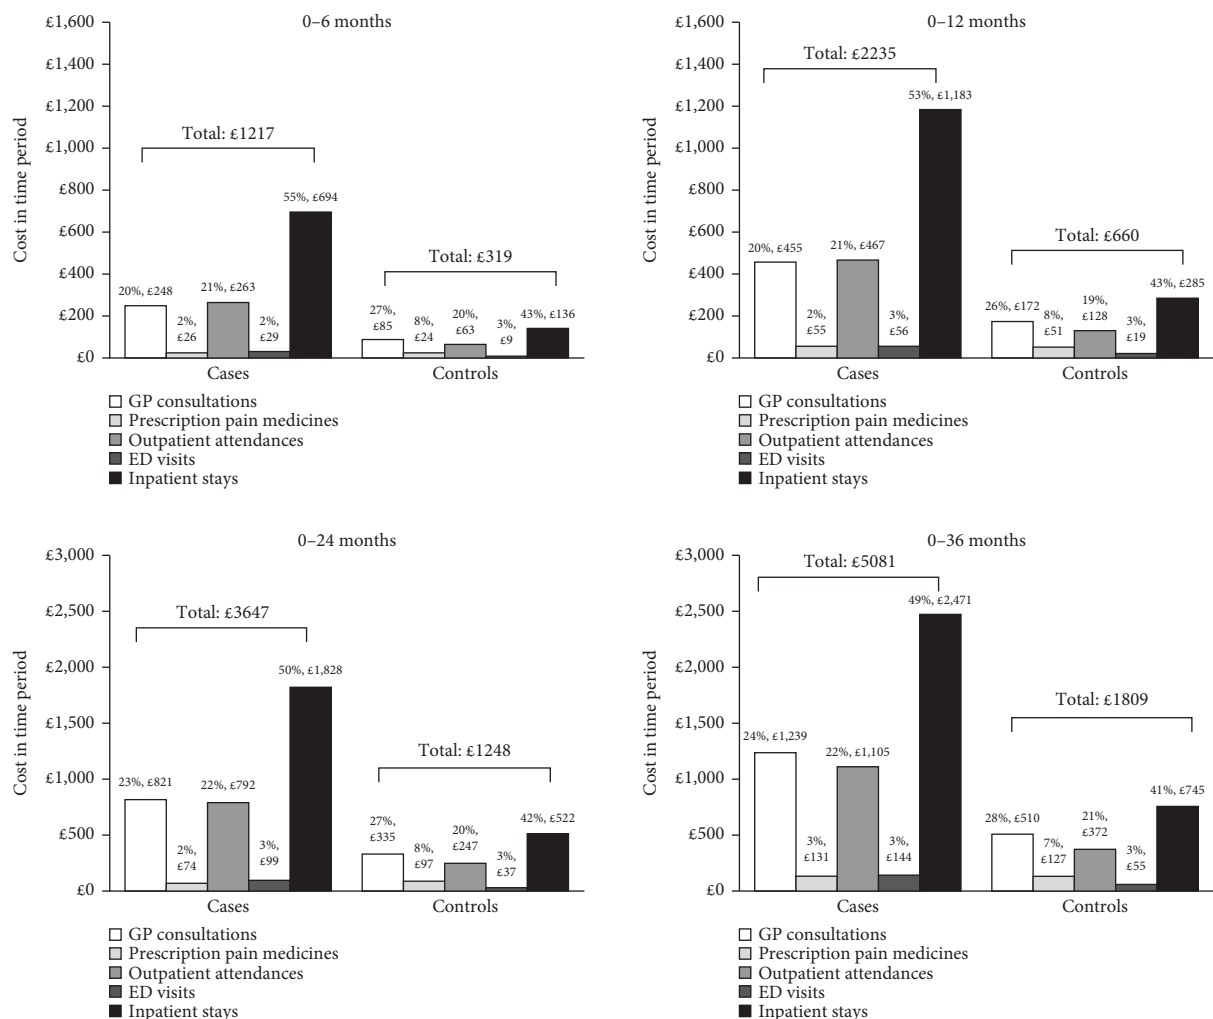 0–6 months
Cost in time period
£1,600
£1,400
£1,200
£1,000
£800
£600
£400
£200
£0
Total: £1217
20%, £248
2%,
£26
21%, £263
2%,
£29
55%, £694
Total: £319
27%,
£85
8%,
£24
20%,
£63
3%,
£9
43%, £136
Cases
Controls
GP consultations
Prescription pain medicines
Outpatient attendances
ED visits
Inpatient stays
0–12 months
Cost in time period
£1,600
£1,400
£1,200
£1,000
£800
£600
£400
£200
£0
Total: £2235
20%, £455
2%,
£55
21%, £467
3%,
£56
53%, £1,183
Total: £660
26%, £172
8%,
£51
19%,
£128
3%,
£19
43%, £285
Cases
Controls
GP consultations
Prescription pain medicines
Outpatient attendances
ED visits
Inpatient stays
0–24 months
Cost in time period
£3,000
£2,500
£2,000
£1,500
£1,000
£500
£0
Total: £3647
23%, £821
2%,
£74
22%, £792
3%,
£99
50%, £1,828
Total: £1248
27%,
£335
8%,
£97
20%,
£247
3%,
£37
42%, £522
Cases
Controls
GP consultations
Prescription pain medicines
Outpatient attendances
ED visits
Inpatient stays
0–36 months
Cost in time period
£3,000
£2,500
£2,000
£1,500
£1,000
£500
£0
Total: £5081
24%, £1,239
3%,
£131
22%, £1,105
3%,
£144
49%, £2,471
Total: £1809
28%, £510
7%,
£127
21%,
£372
3%,
£55
41%, £745
Cases
Controls
GP consultations
Prescription pain medicines
Outpatient attendances
ED visits
Inpatient stays